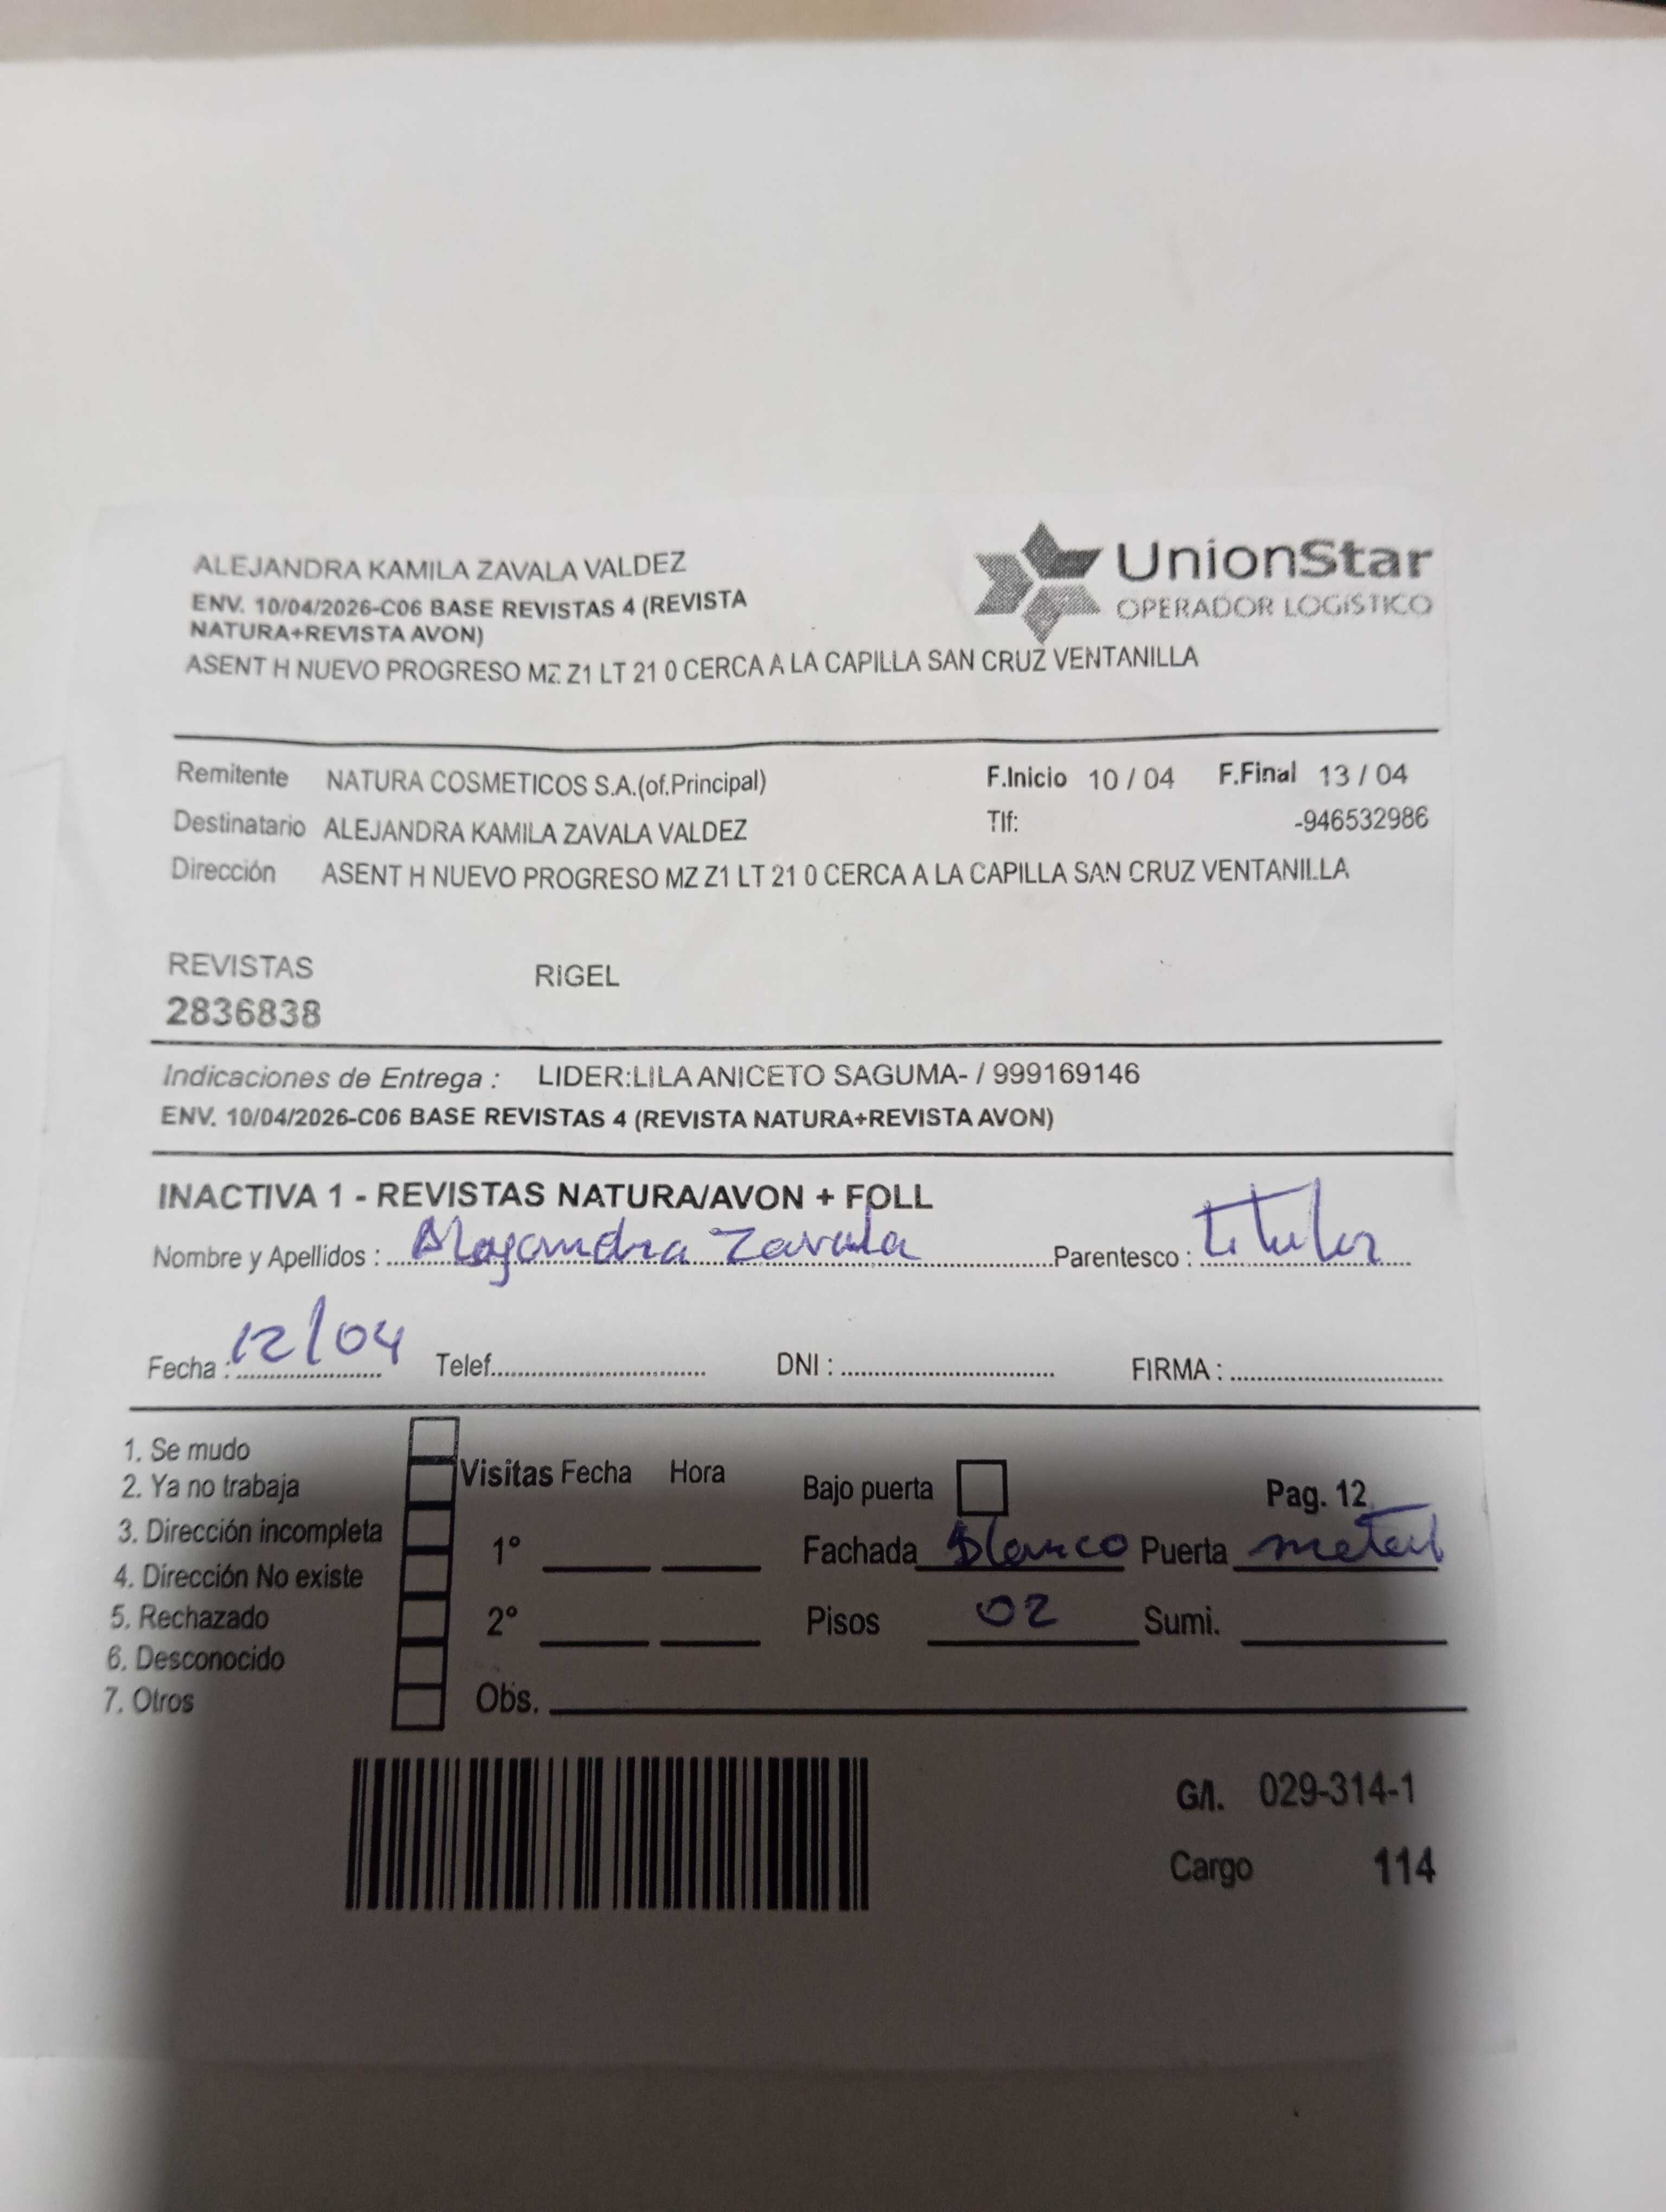 ALEJANDRA KAMILA ZAVALA VALDEZ
ENV. 10/04/2026-C06 BASE REVISTAS 4 (REVISTA
NATURA+REVISTA AVON)
ASENT H NUEVO PROGRESO MZ Z1 LT 21 0 CERCA A LA CAPILLA SAN CRUZ VENTANILLA
UnionStar
OPERADOR LOGISTICO
Remitente NATURA COSMETICOS S.A.(of.Principal) F.Inicio 10 / 04 F.Final 13 / 04
Destinatario ALEJANDRA KAMILA ZAVALA VALDEZ Tlf: -946532986
Dirección ASENT H NUEVO PROGRESO MZ Z1 LT 21 0 CERCA A LA CAPILLA SAN CRUZ VENTANILLA
REVISTAS RIGEL
2836838
Indicaciones de Entrega : LIDER:LILA ANICETO SAGUMA- / 999169146
ENV. 10/04/2026-C06 BASE REVISTAS 4 (REVISTA NATURA+REVISTA AVON)
INACTIVA 1 - REVISTAS NATURA/AVON + FOLL
Nombre y Apellidos : Alejandra Zavala Parentesco : titular
Fecha : 12/04 Telef. DNI : FIRMA :
1. Se mudo
2. Ya no trabaja
3. Dirección incompleta
4. Dirección No existe
5. Rechazado
6. Desconocido
7. Otros
Visitas Fecha Hora
1°
2°
Bajo puerta Pag. 12
Fachada Blanco Puerta metal
Pisos 02 Sumi.
Obs.
G/I. 029-314-1
Cargo 114